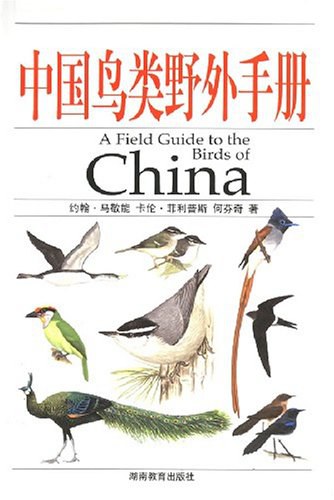 中国鸟类野外手册
A Field Guide to the
Birds of
China
约翰·马敬能 卡伦·菲利普斯 何芬奇 著
湖南教育出版社